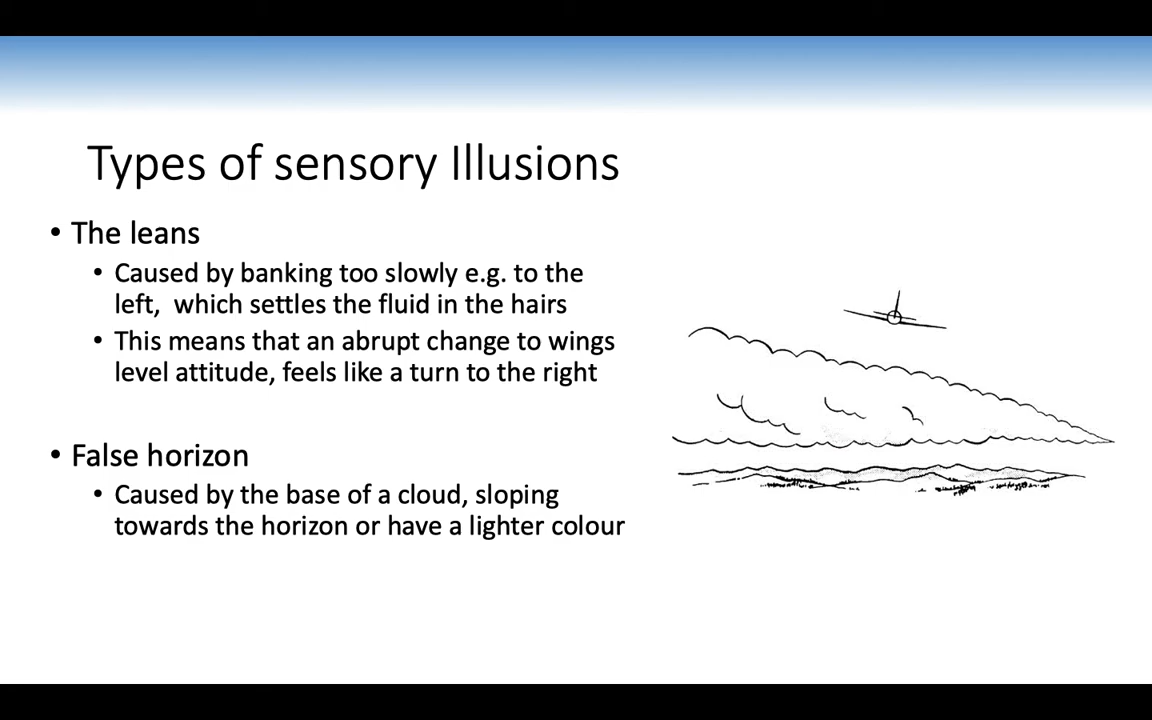 Types of sensory Illusions
• The leans
• Caused by banking too slowly e.g. to the
left,  which settles the fluid in the hairs
• This means that an abrupt change to wings
level attitude, feels like a turn to the right
• False horizon
• Caused by the base of a cloud, sloping
towards the horizon or have a lighter colour